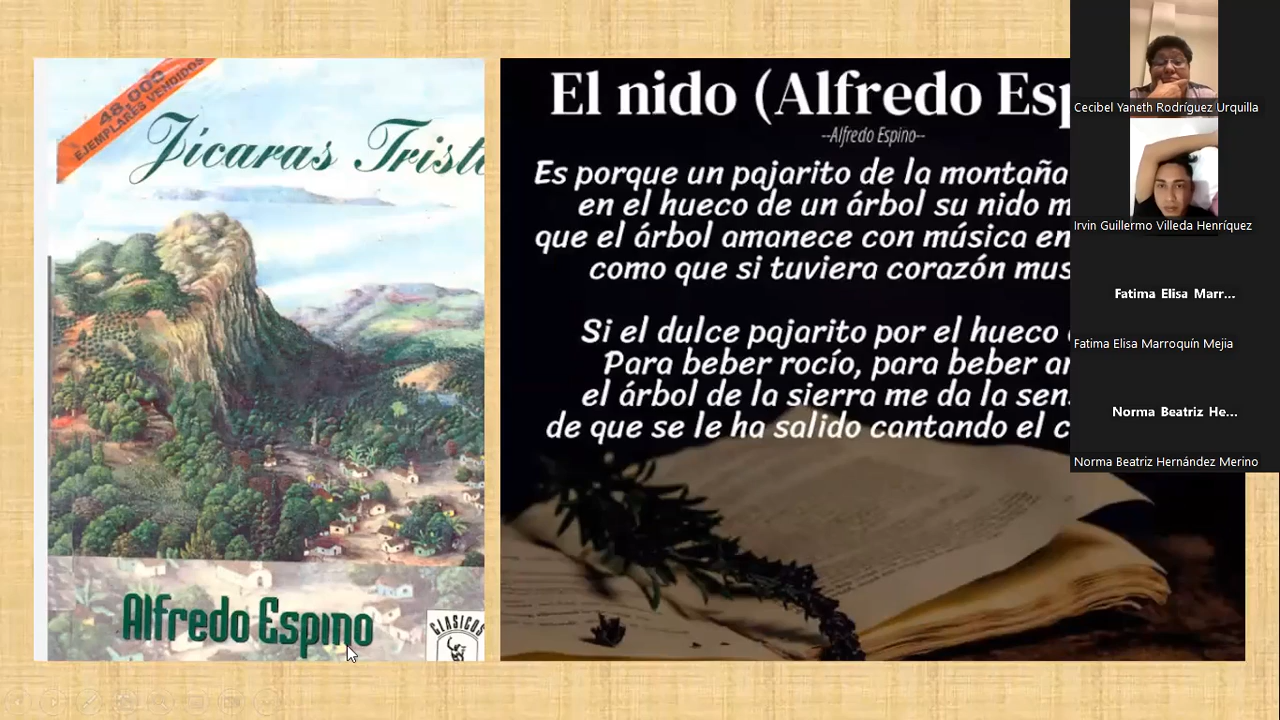 48,000
EJEMPLARES VENDIDOS
Jícaras
Alfredo Espino
CLASICOS
El nido (Alfredo
--Alfredo Espino--
Es porque un pajarito de la montaña
en el hueco de un árbol su nido
que el árbol amanece con música en
como que si tuviera corazón
Si el dulce pajarito por el hueco
Para beber rocío, para beber
el árbol de la sierra me da la
de que se le ha salido cantando el
Cecibel Yaneth Rodríguez Urquilla
Irvin Guillermo Villeda Henríquez
Fatima Elisa Marr...
Fatima Elisa Marroquín Mejia
Norma Beatriz He...
Norma Beatriz Hernández Merino